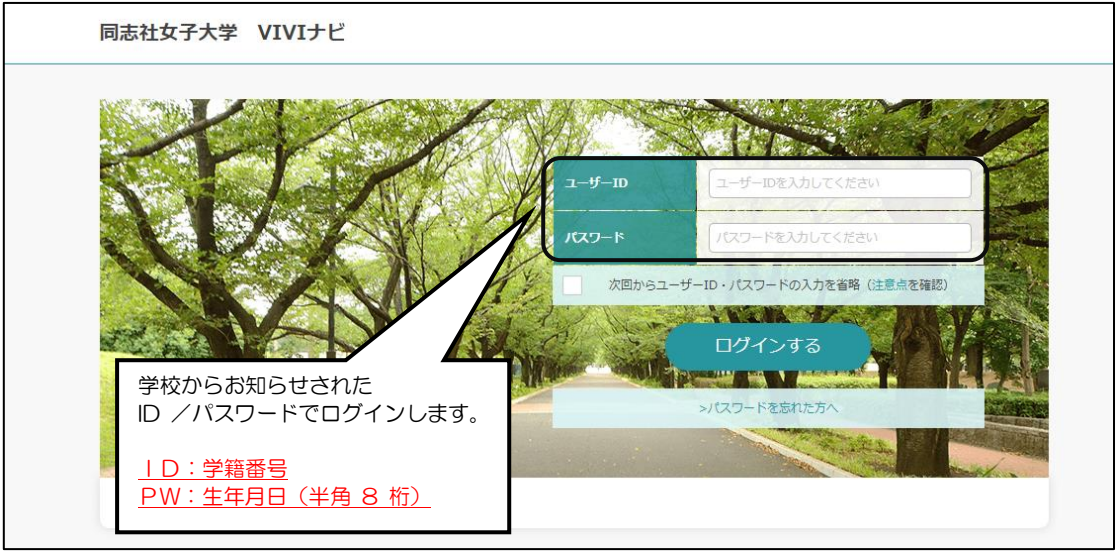 同志社女子大学　VIVIナビ
ユーザーID
ユーザーIDを入力してください
パスワード
パスワードを入力してください
次回からユーザーID・パスワードの入力を省略（注意点を確認）
ログインする
>パスワードを忘れた方へ
学校からお知らせされた
ID ／パスワードでログインします。
ＩＤ：学籍番号
PW：生年月日（半角 8 桁）